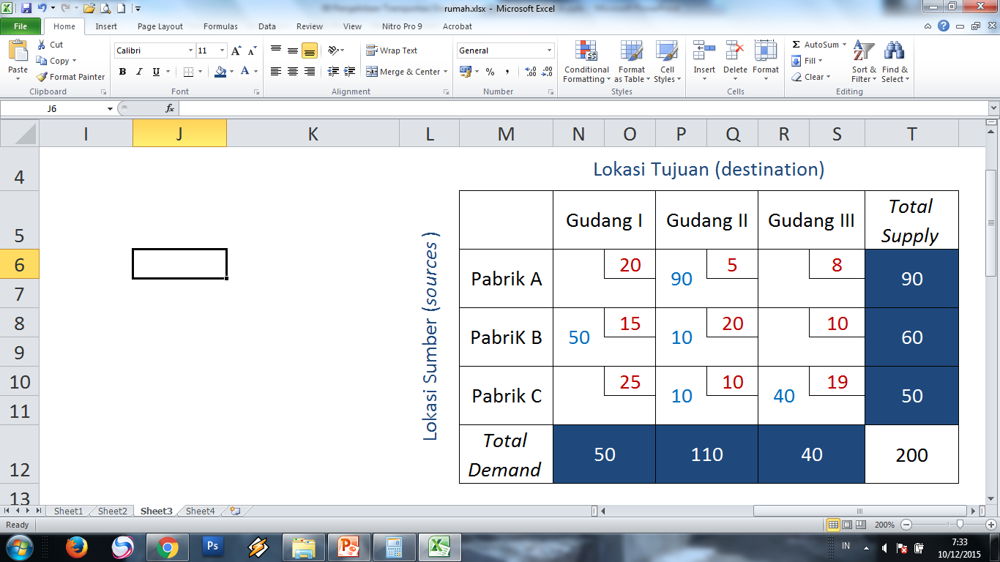 rumah.xlsx - Microsoft Excel
File Home Insert Page Layout Formulas Data Review View Nitro Pro 9 Acrobat
Paste
Cut
Copy
Format Painter
Clipboard
Calibri 11 A A
B I U A
Font
Wrap Text
Merge & Center
Alignment
General
% , .0 .00 .00 .0
Number
Conditional Formatting
Format as Table
Cell Styles
Styles
Insert Delete Format
Cells
Σ AutoSum
Fill
Clear
Sort & Filter
Find & Select
Editing
J6 fx
I J K L M N O P Q R S T
4 Lokasi Tujuan (destination)
5 Gudang I Gudang II Gudang III Total Supply
Lokasi Sumber (sources )
6 20 5 8
Pabrik A 90 90
7
8 15 20 10
PabriK B 50 10 60
9
10 25 10 19
Pabrik C 10 40 50
11
12 Total Demand 50 110 40 200
13
Sheet1 Sheet2 Sheet3 Sheet4
Ready 200%
Ps
IN 7:33
10/12/2015